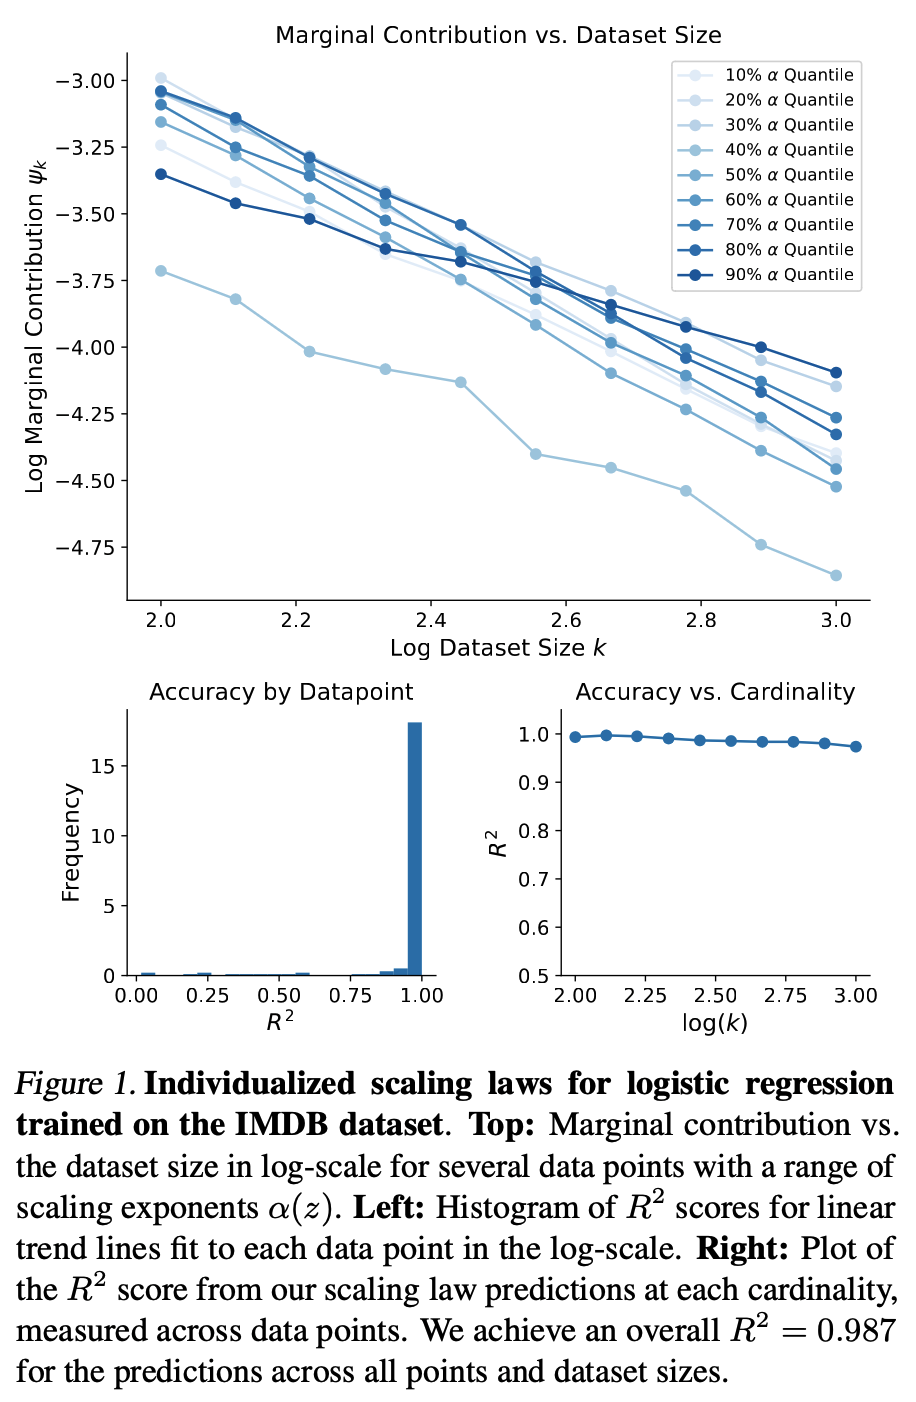 Marginal Contribution vs. Dataset Size
−3.00
−3.25
−3.50
−3.75
−4.00
−4.25
−4.50
−4.75
Log Marginal Contribution ψₖ
10% α Quantile
20% α Quantile
30% α Quantile
40% α Quantile
50% α Quantile
60% α Quantile
70% α Quantile
80% α Quantile
90% α Quantile
2.0 2.2 2.4 2.6 2.8 3.0
Log Dataset Size k
Accuracy by Datapoint
15
10
5
0
Frequency
0.00 0.25 0.50 0.75 1.00
R²
Accuracy vs. Cardinality
1.0
0.9
0.8
0.7
0.6
0.5
R²
2.00 2.25 2.50 2.75 3.00
log(k)
Figure 1. Individualized scaling laws for logistic regression
trained on the IMDB dataset. Top: Marginal contribution vs.
the dataset size in log-scale for several data points with a range of
scaling exponents α(z). Left: Histogram of R² scores for linear
trend lines fit to each data point in the log-scale. Right: Plot of
the R² score from our scaling law predictions at each cardinality,
measured across data points. We achieve an overall R² = 0.987
for the predictions across all points and dataset sizes.